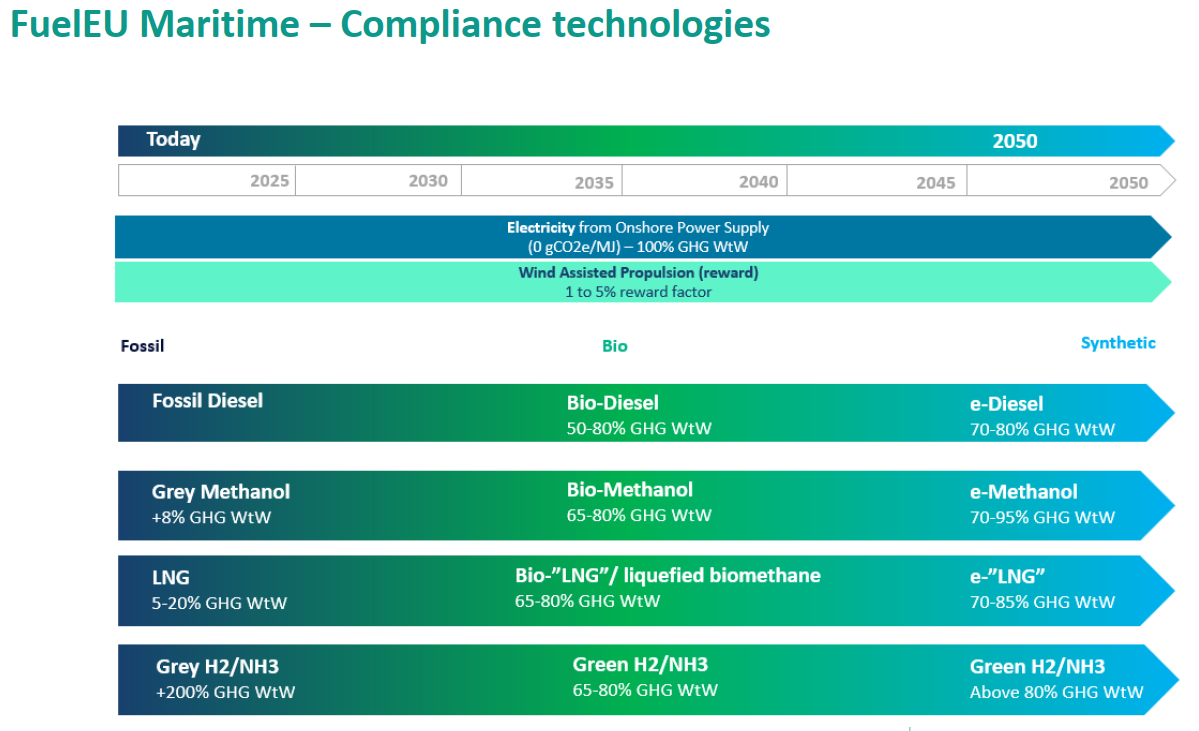 FuelEU Maritime – Compliance technologies
Today 2050
2025 2030 2035 2040 2045 2050
Electricity from Onshore Power Supply
(0 gCO2e/MJ) – 100% GHG WtW
Wind Assisted Propulsion (reward)
1 to 5% reward factor
Fossil Bio Synthetic
Fossil Diesel Bio-Diesel e-Diesel
50-80% GHG WtW 70-80% GHG WtW
Grey Methanol Bio-Methanol e-Methanol
+8% GHG WtW 65-80% GHG WtW 70-95% GHG WtW
LNG Bio-”LNG”/ liquefied biomethane e-”LNG”
5-20% GHG WtW 65-80% GHG WtW 70-85% GHG WtW
Grey H2/NH3 Green H2/NH3 Green H2/NH3
+200% GHG WtW 65-80% GHG WtW Above 80% GHG WtW